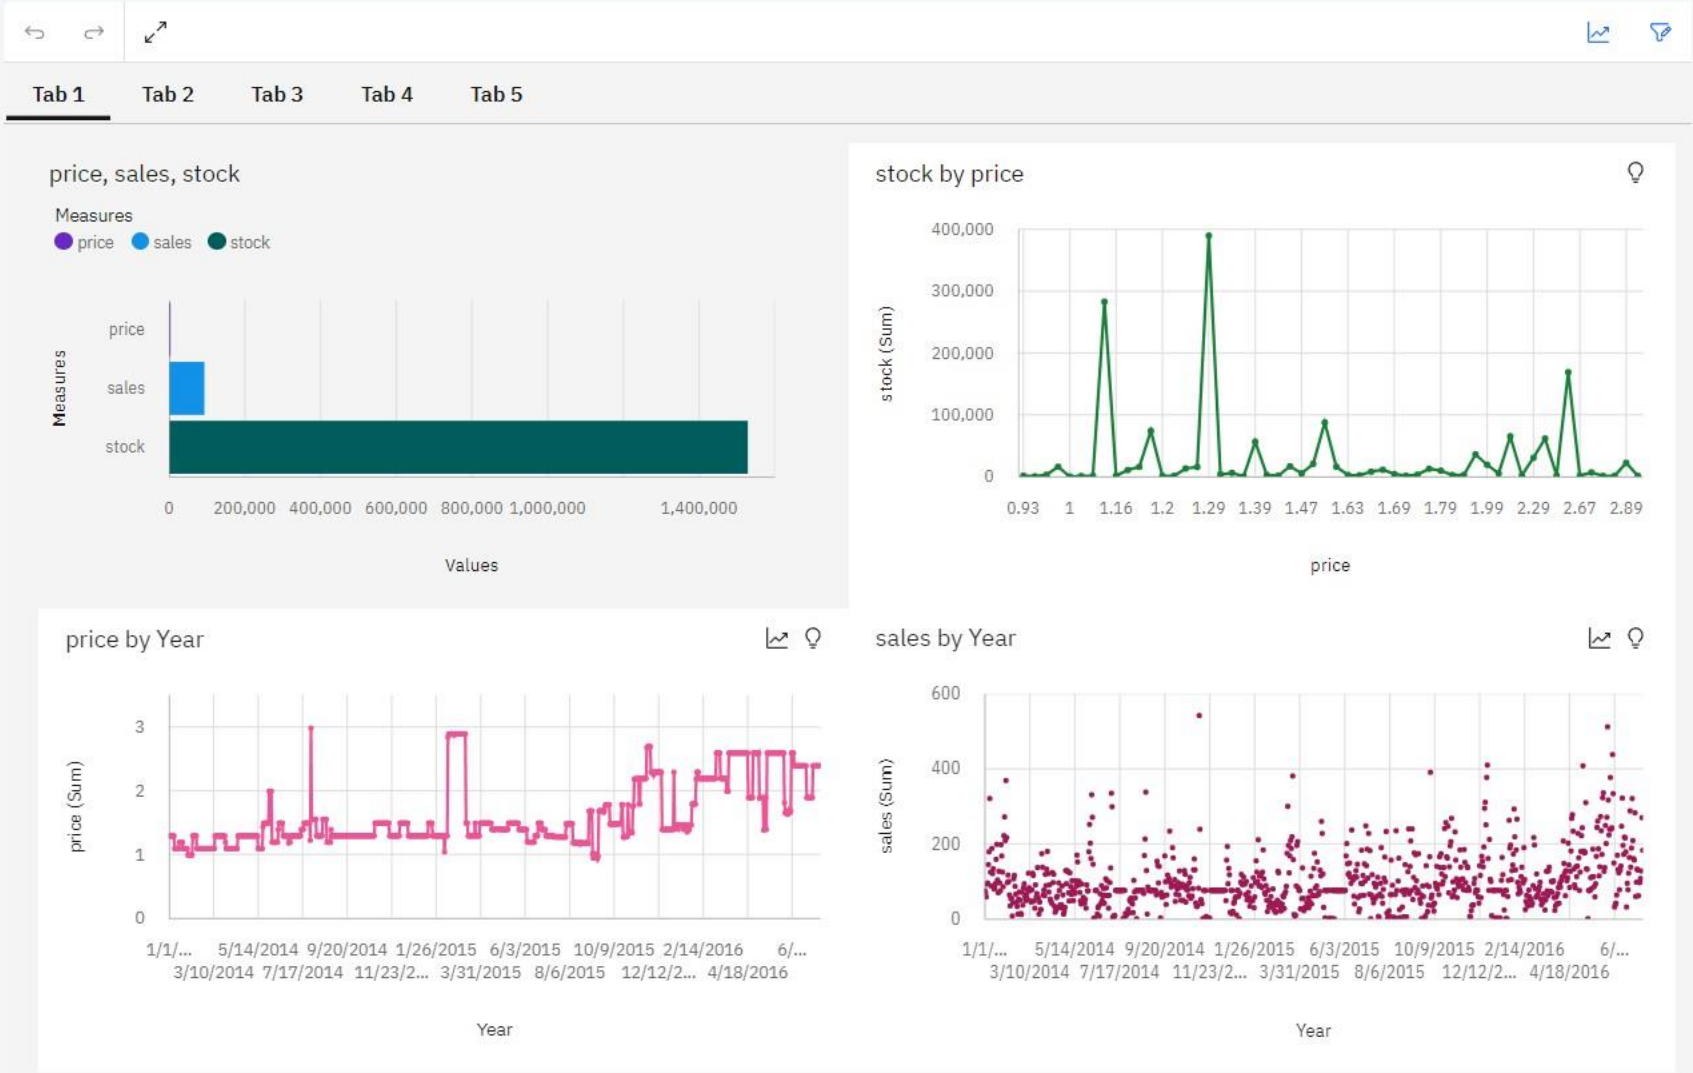 Tab 1 Tab 2 Tab 3 Tab 4 Tab 5
price, sales, stock
Measures
price sales stock
Measures
price
sales
stock
0 200,000 400,000 600,000 800,000 1,000,000 1,400,000
Values
stock by price
stock (Sum)
400,000
300,000
200,000
100,000
0
0.93 1 1.16 1.2 1.29 1.39 1.47 1.63 1.69 1.79 1.99 2.29 2.67 2.89
price
price by Year
price (Sum)
3
2
1
0
1/1/... 5/14/2014 9/20/2014 1/26/2015 6/3/2015 10/9/2015 2/14/2016 6/...
3/10/2014 7/17/2014 11/23/2... 3/31/2015 8/6/2015 12/12/2... 4/18/2016
Year
sales by Year
sales (Sum)
600
400
200
0
1/1/... 5/14/2014 9/20/2014 1/26/2015 6/3/2015 10/9/2015 2/14/2016 6/...
3/10/2014 7/17/2014 11/23/2... 3/31/2015 8/6/2015 12/12/2... 4/18/2016
Year